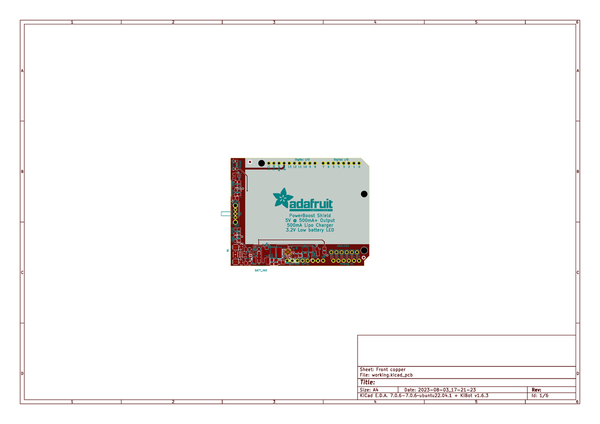 1 2 3 4 5 6
A A
B B
adafruit
PowerBoost Shield
5V @ 500mA+ Output
500mA Lipo Charger
3.2V Low battery LED
C C
Sheet: Front copper
File: working.kicad_pcb
Title:
D D
Size: A4 Date: 2023-08-03_17-21-23 Rev:
KiCad E.D.A. 7.0.6-7.0.6~ubuntu22.04.1 + KiBot v1.6.3 Id: 1/6
1 2 3 4 5 6